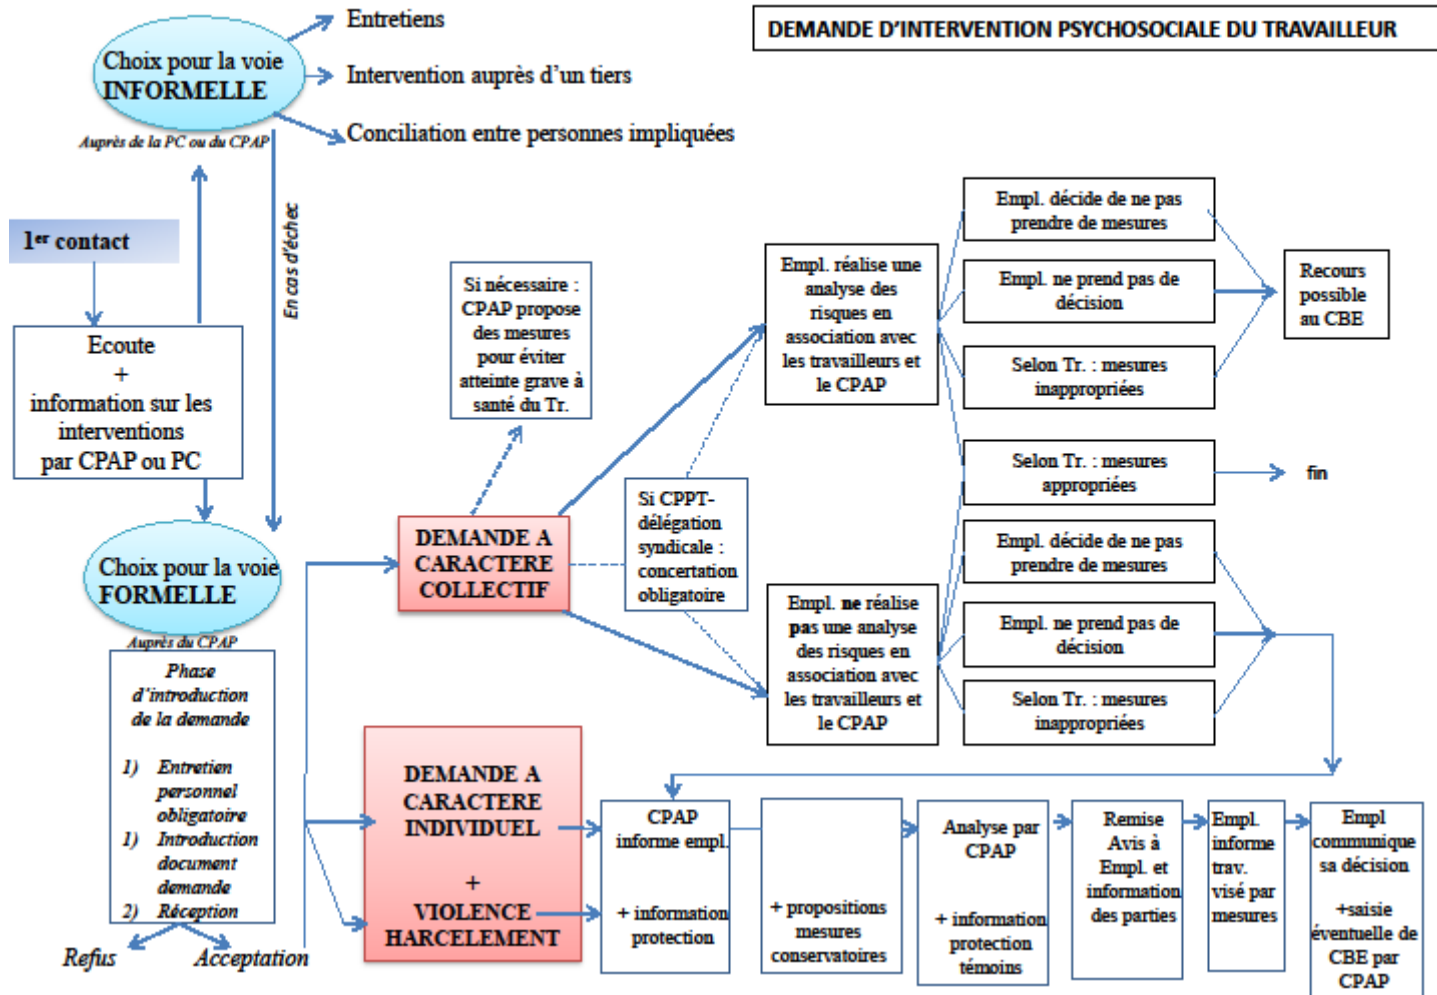 DEMANDE D'INTERVENTION PSYCHOSOCIALE DU TRAVAILLEUR
Entretiens
Choix pour la voie
INFORMELLE
Intervention auprès d'un tiers
Conciliation entre personnes impliquées
Auprès de la PC ou du CPAP
En cas d'échec
1er contact
Ecoute
+
information sur les
interventions
par CPAP ou PC
Choix pour la voie
FORMELLE
Auprès du CPAP
Phase
d'introduction
de la demande
1) Entretien
personnel
obligatoire
1) Introduction
document
demande
2) Réception
Refus
Acceptation
Si nécessaire :
CPAP propose
des mesures
pour éviter
atteinte grave à
santé du Tr.
DEMANDE A
CARACTERE
COLLECTIF
Si CPPT-
délégation
syndicale :
concertation
obligatoire
Empl. réalise une
analyse des
risques en
association avec
les travailleurs et
le CPAP
Empl. ne réalise
pas une analyse
des risques en
association avec
les travailleurs et
le CPAP
Empl. décide de ne pas
prendre de mesures
Empl. ne prend pas de
décision
Selon Tr. : mesures
inappropriées
Recours
possible
au CBE
Selon Tr. : mesures
appropriées
fin
Empl. décide de ne pas
prendre de mesures
Empl. ne prend pas de
décision
Selon Tr. : mesures
inappropriées
DEMANDE A
CARACTERE
INDIVIDUEL
+
VIOLENCE
HARCELEMENT
CPAP
informe empl.
+ information
protection
+ propositions
mesures
conservatoires
Analyse par
CPAP
+ information
protection
témoins
Remise
Avis à
Empl. et
information
des parties
Empl.
informe
trav.
visé par
mesures
Empl
communique
sa décision
+saisie
éventuelle de
CBE par
CPAP